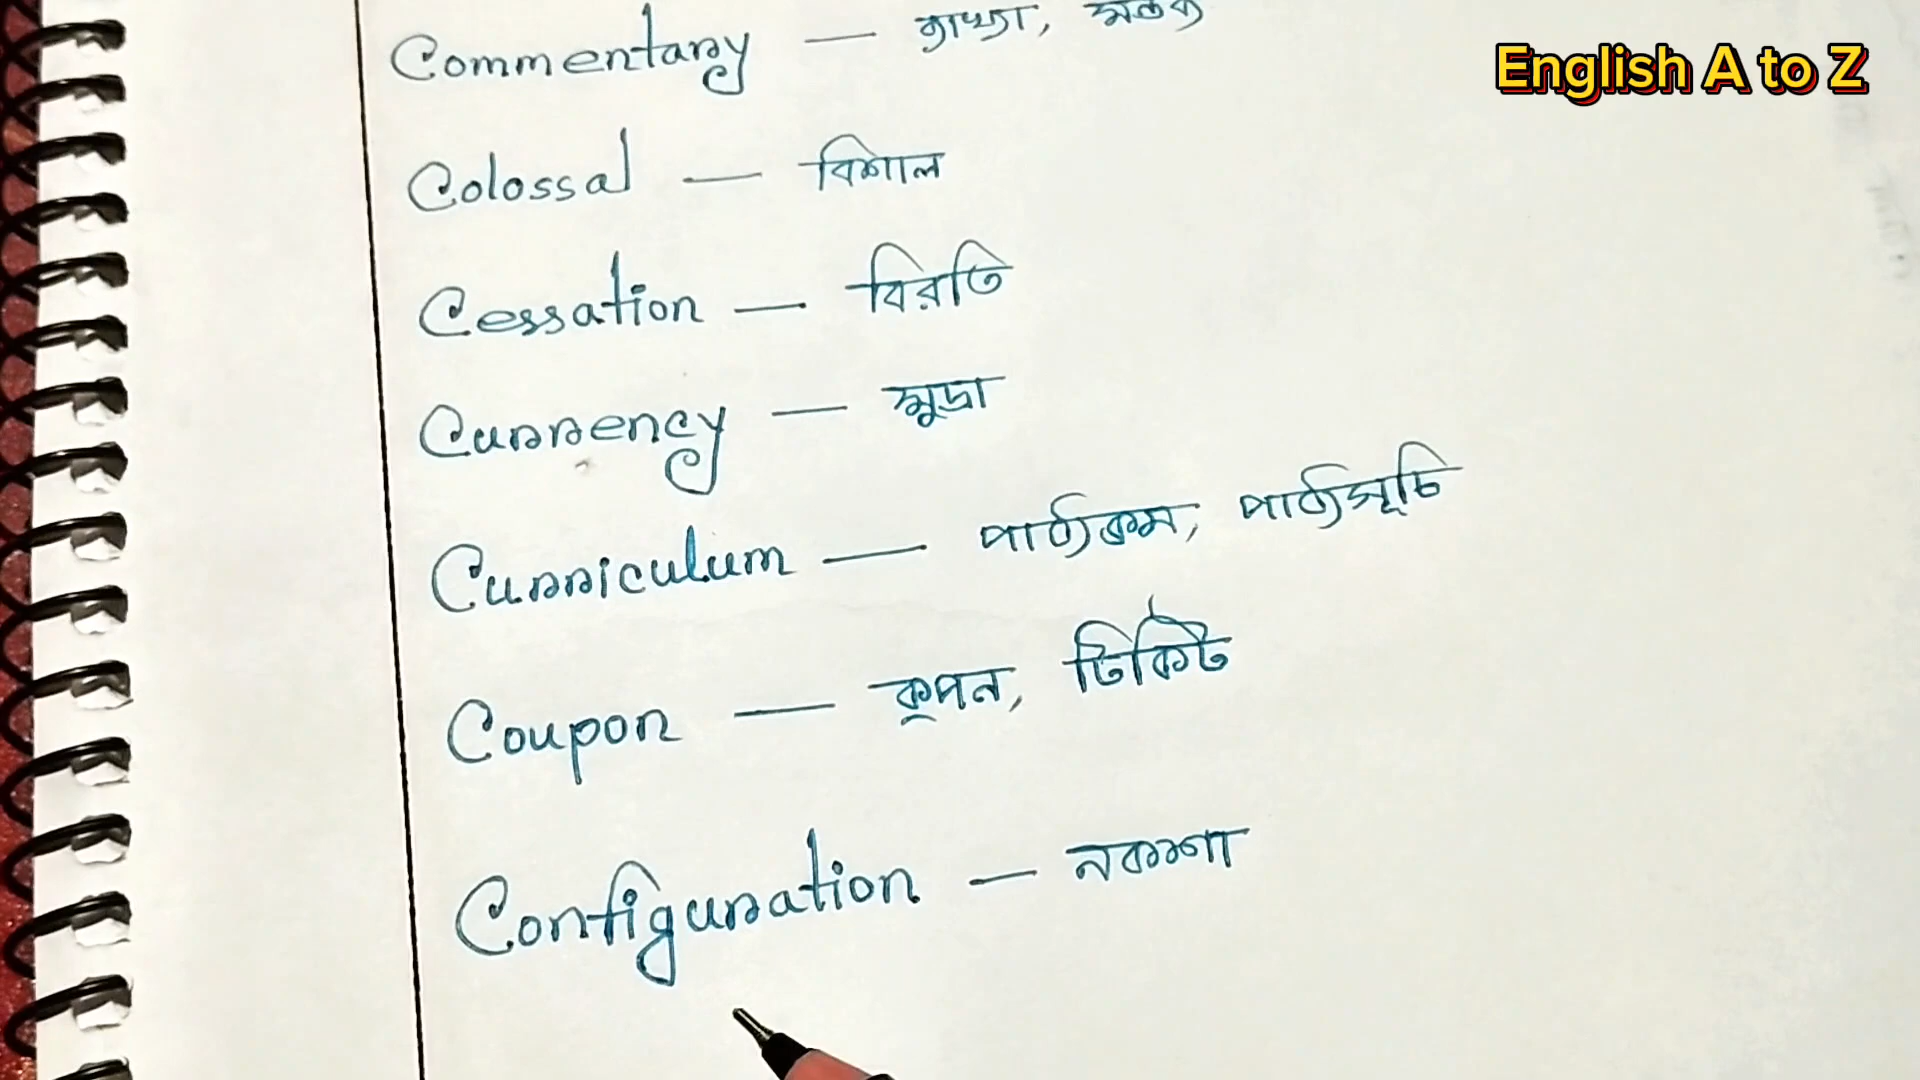 Commentary — ব্যাখ্যা, মন্তব্য
English A to Z
Colossal — বিশাল
Cessation — বিরতি
Currency — মুদ্রা
Curriculum — পাঠ্যক্রম, পাঠ্যসূচি
Coupon — কূপন, টিকিট
Configuration — নকশা